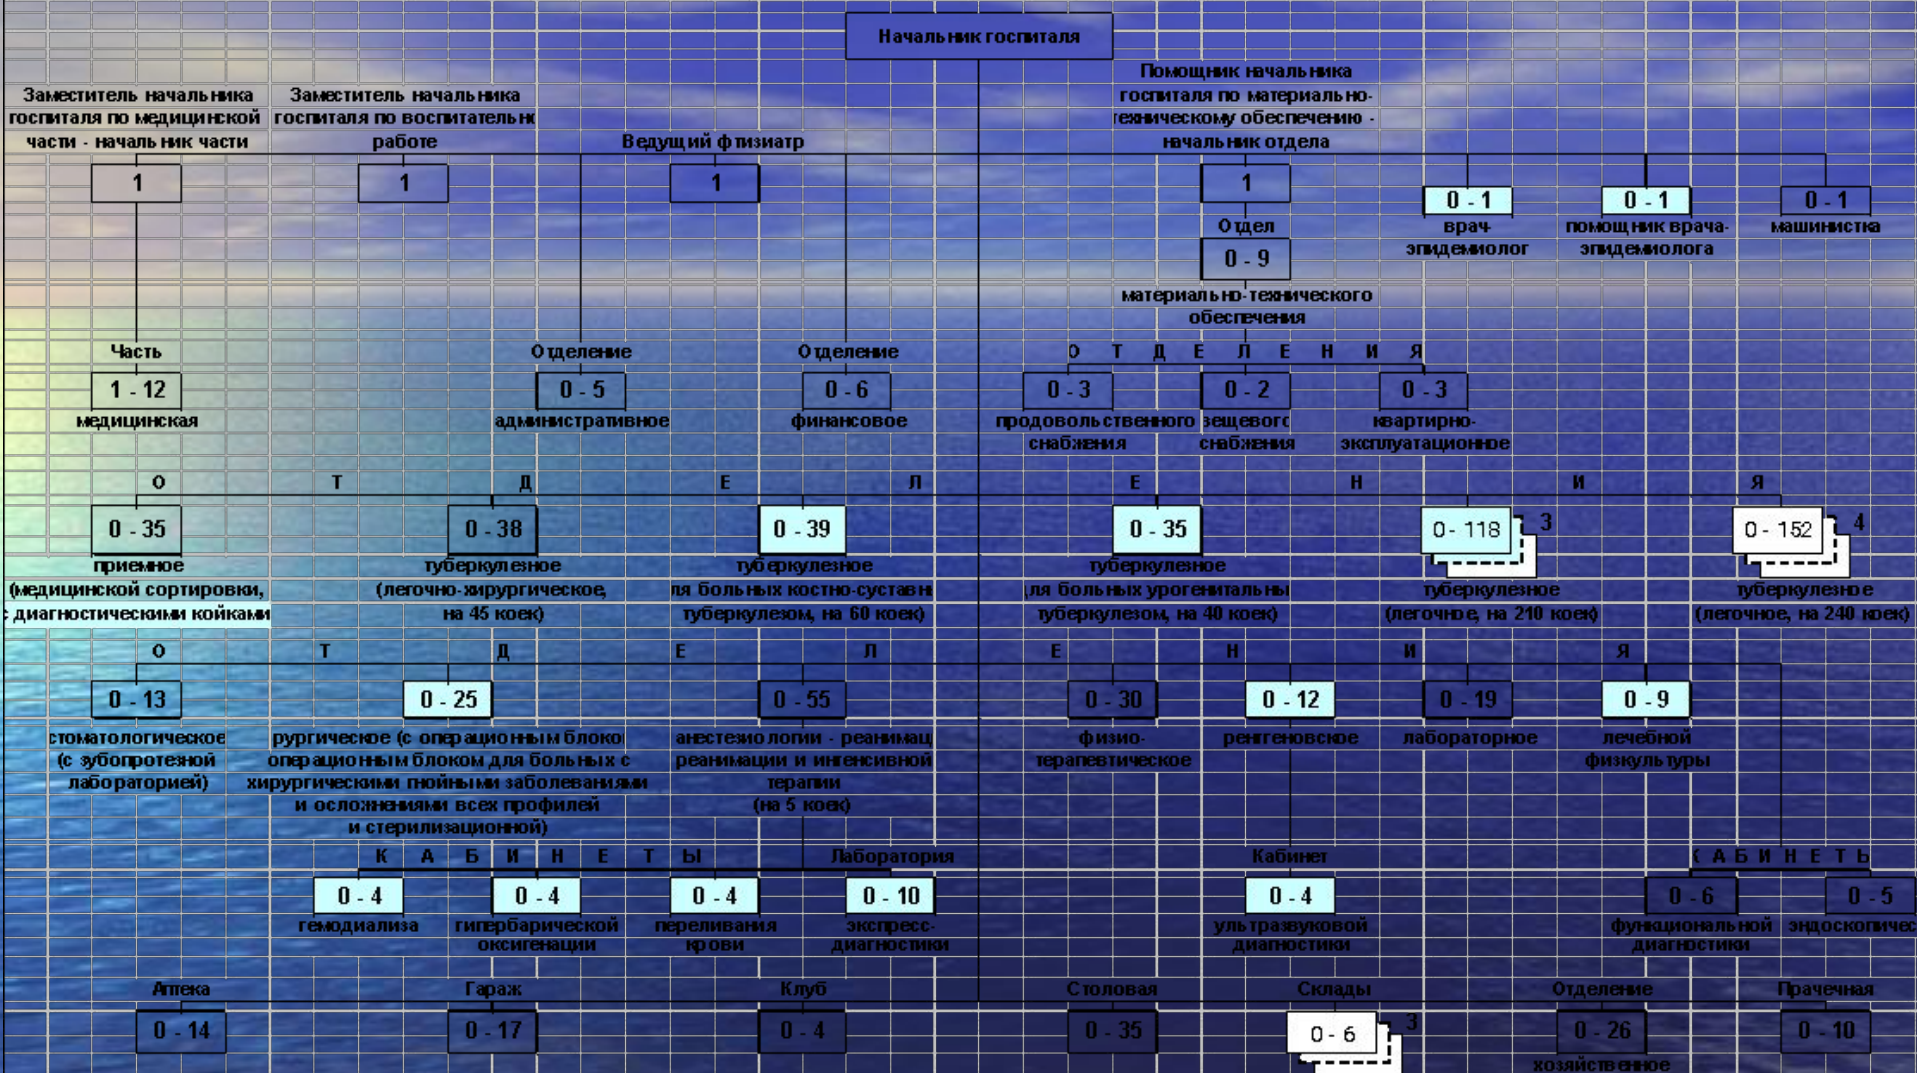 Начальник госпиталя
Заместитель начальника
госпиталя по медицинской
части - начальник части
1
Заместитель начальника
госпиталя по воспитательн
работе
1
Ведущий фтизиатр
1
Помощник начальника
госпиталя по материально-
техническому обеспечению -
начальник отдела
1
Отдел
0 - 9
материально-технического
обеспечения
0 - 1
врач-
эпидемиолог
0 - 1
помощник врача-
эпидемиолога
0 - 1
машинистка
Часть
1 - 12
медицинская
Отделение
0 - 5
административное
Отделение
0 - 6
финансовое
О Т Д Е Л Е Н И Я
0 - 3
продовольственного
снабжения
0 - 2
вещевого
снабжения
0 - 3
квартирно-
эксплуатационное
О Т Д Е Л Е Н И Я
0 - 35
приемное
(медицинской сортировки,
с диагностическими койками
0 - 38
туберкулезное
(легочно-хирургическое,
на 45 коек)
0 - 39
туберкулезное
ля больных костно-суставн
туберкулезом, на 60 коек)
0 - 35
туберкулезное
ля больных урогенитальны
туберкулезом, на 40 коек)
0 - 118
3
туберкулезное
(легочное, на 210 коек)
0 - 152
4
туберкулезное
(легочное, на 240 коек)
О Т Д Е Л Е Н И Я
0 - 13
стоматологическое
(с зубопротезной
лабораторией)
0 - 25
рургическое (с операционным блоко
операционным блоком для больных с
хирургическими гнойными заболеваниями
и осложнениями всех профилей
и стерилизационной)
0 - 55
анестезиологии - реанимац
реанимации и интенсивной
терапии
(на 5 коек)
0 - 30
физио-
терапевтическое
0 - 12
рентгеновское
0 - 19
лабораторное
0 - 9
лечебной
физкультуры
К А Б И Н Е Т Ы
0 - 4
гемодиализа
0 - 4
гипербарической
оксигенации
0 - 4
переливания
крови
Лаборатория
0 - 10
экспресс-
диагностики
Кабинет
0 - 4
ультразвуковой
диагностики
К А Б И Н Е Т Ы
0 - 6
функциональной
диагностики
0 - 5
эндоскопичес
Аптека
0 - 14
Гараж
0 - 17
Клуб
0 - 4
Столовая
0 - 35
Склады
0 - 6
3
Отделение
0 - 26
хозяйственное
Прачечная
0 - 10